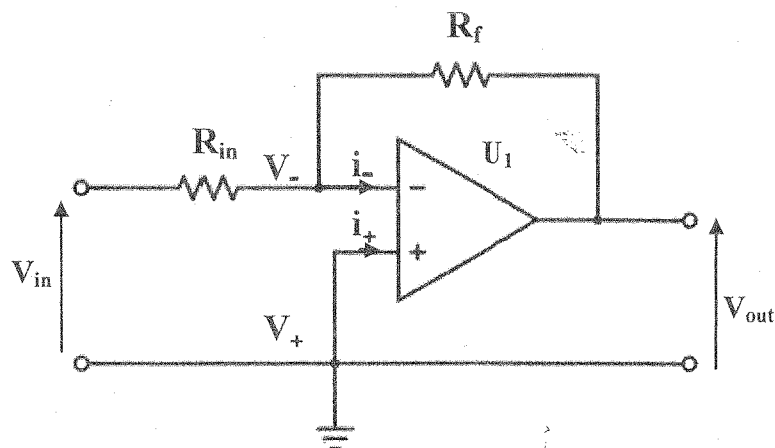 R_f
R_in
V_-
i_-
U_1
-
i_+
+
V_in
V_+
V_out